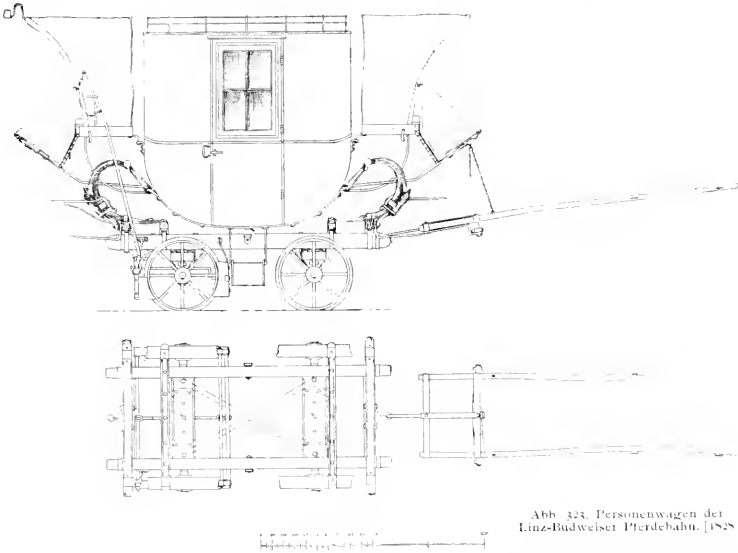 Abb. 323. Personenwagen der
Linz-Budweiser Pferdebahn. [1828